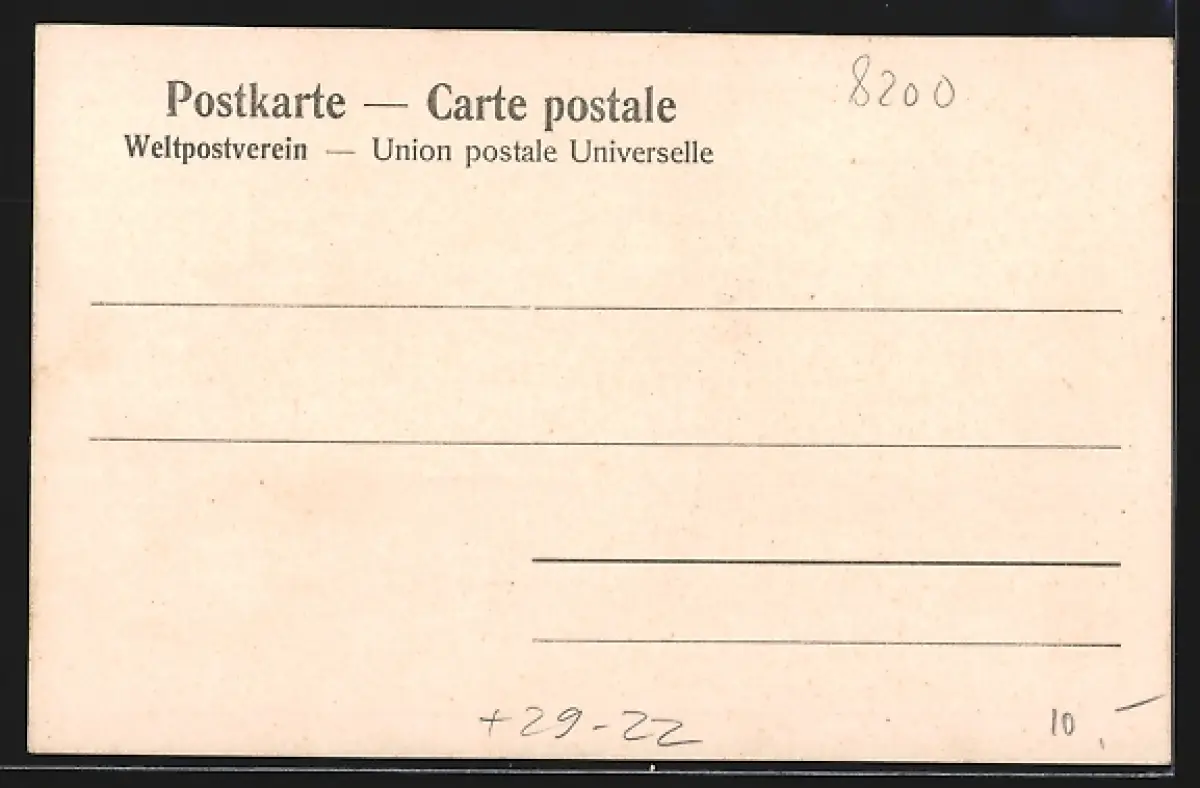 Postkarte — Carte postale
8200
Weltpostverein — Union postale Universelle
+29-22
10,—